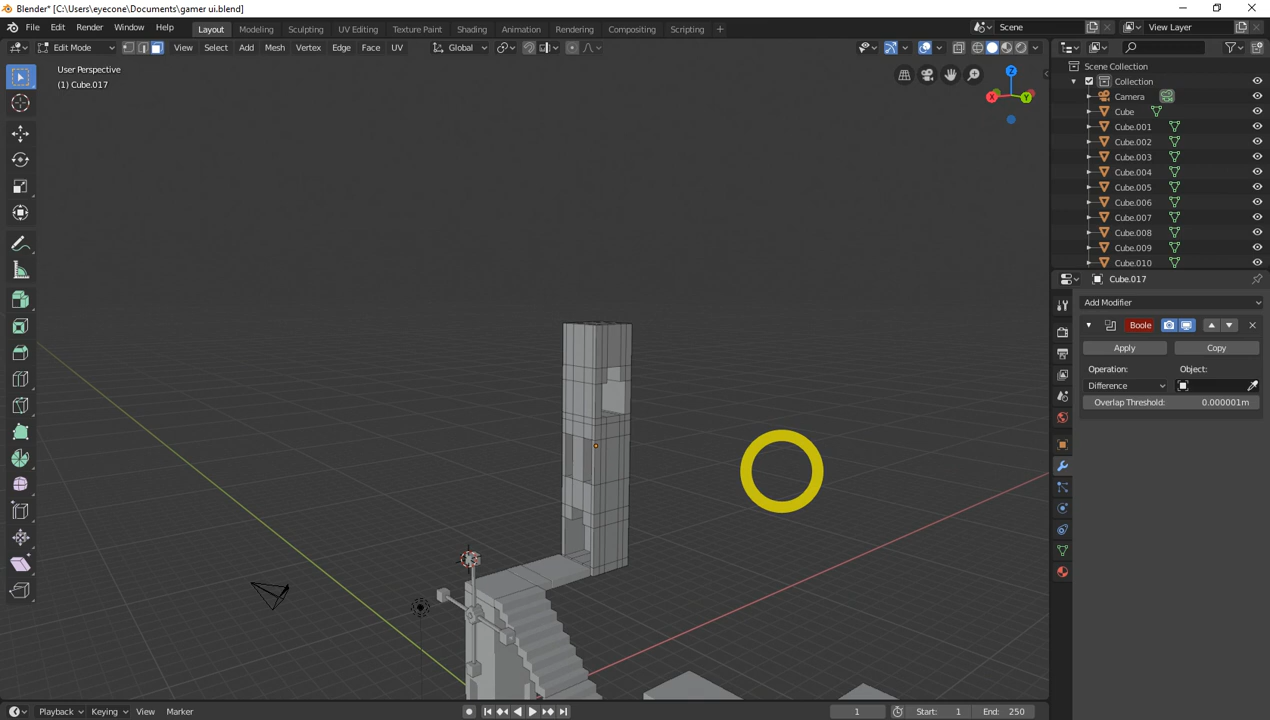 Blender* [C:\Users\eyecone\Documents\gamer ui.blend]
File Edit Render Window Help Layout Modeling Sculpting UV Editing Texture Paint Shading Animation Rendering Compositing Scripting + Scene View Layer
Edit Mode View Select Add Mesh Vertex Edge Face UV Global
User Perspective
(1) Cube.017
Z
X
Y
Scene Collection
Collection
Camera
Cube
Cube.001
Cube.002
Cube.003
Cube.004
Cube.005
Cube.006
Cube.007
Cube.008
Cube.009
Cube.010
Cube.017
Add Modifier
Boole
Apply Copy
Operation: Object:
Difference
Overlap Threshold: 0.000001m
Playback Keying View Marker 1 Start: 1 End: 250